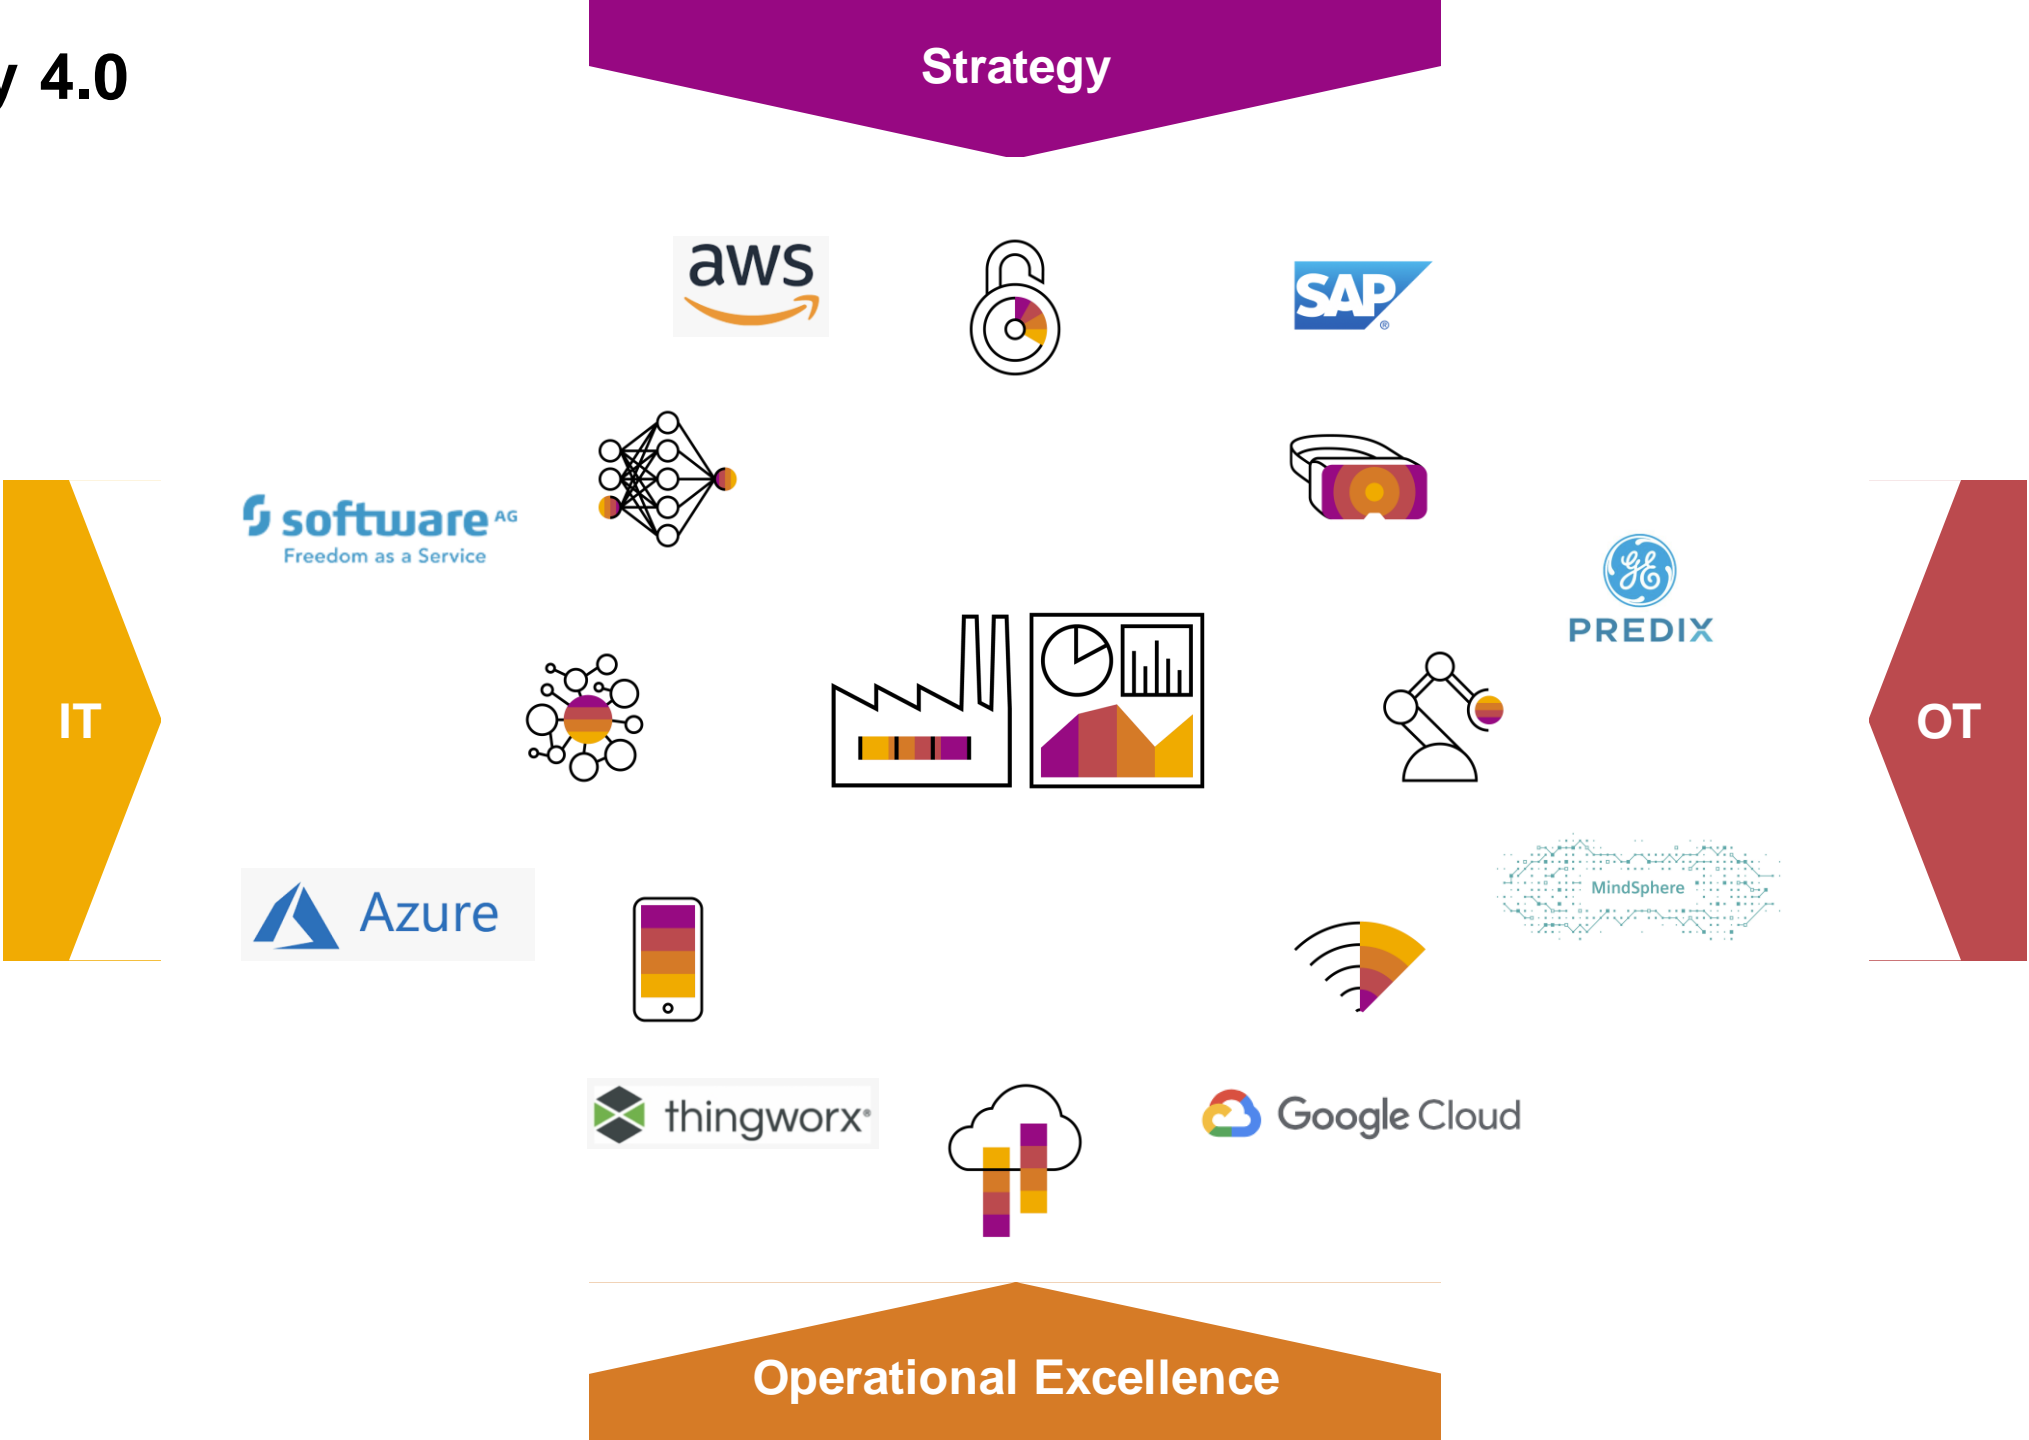 y 4.0
Strategy
aws
SAP®
software AG
Freedom as a Service
GE
PREDIX
IT
OT
MindSphere
Azure
thingworx®
Google Cloud
Operational Excellence